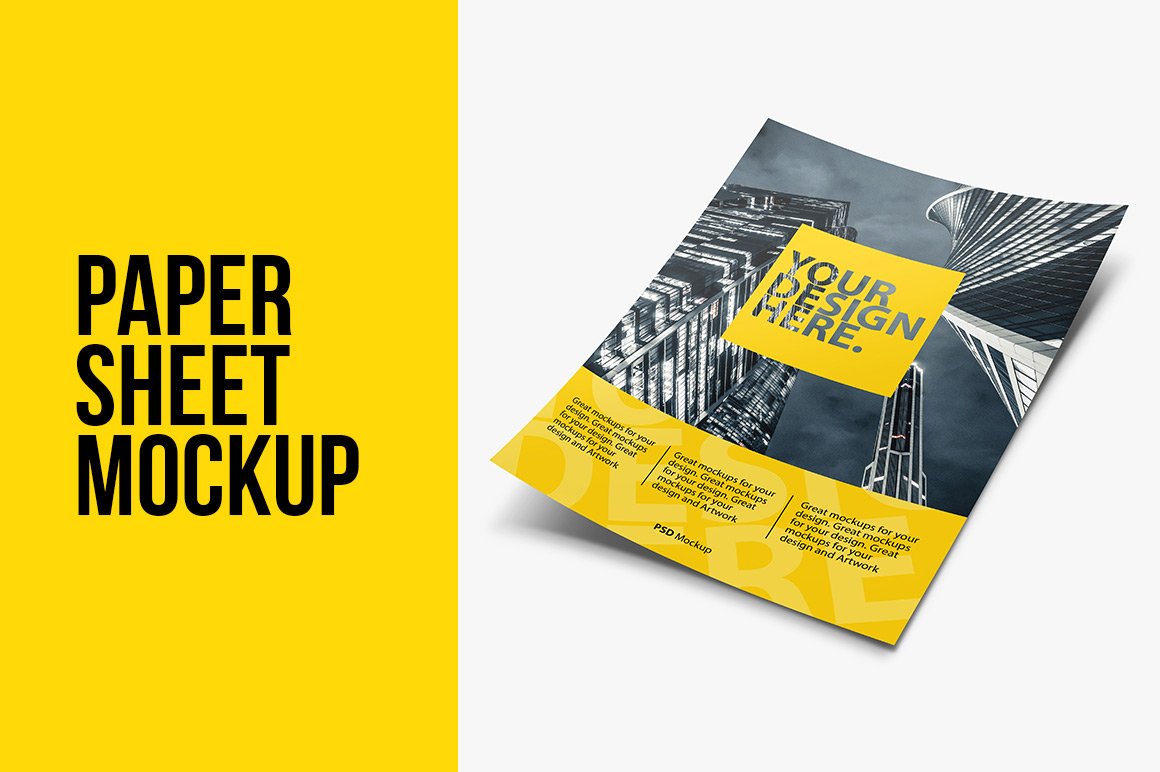 PAPER
SHEET
MOCKUP
YOUR
DESIGN
HERE.
Great mockups for your
design. Great mockups
for your design. Great
mockups for your
design and Artwork
Great mockups for your
design. Great mockups
for your design. Great
mockups for your
design and Artwork
Great mockups for your
design. Great mockups
for your design. Great
mockups for your
design and Artwork
PSD Mockup